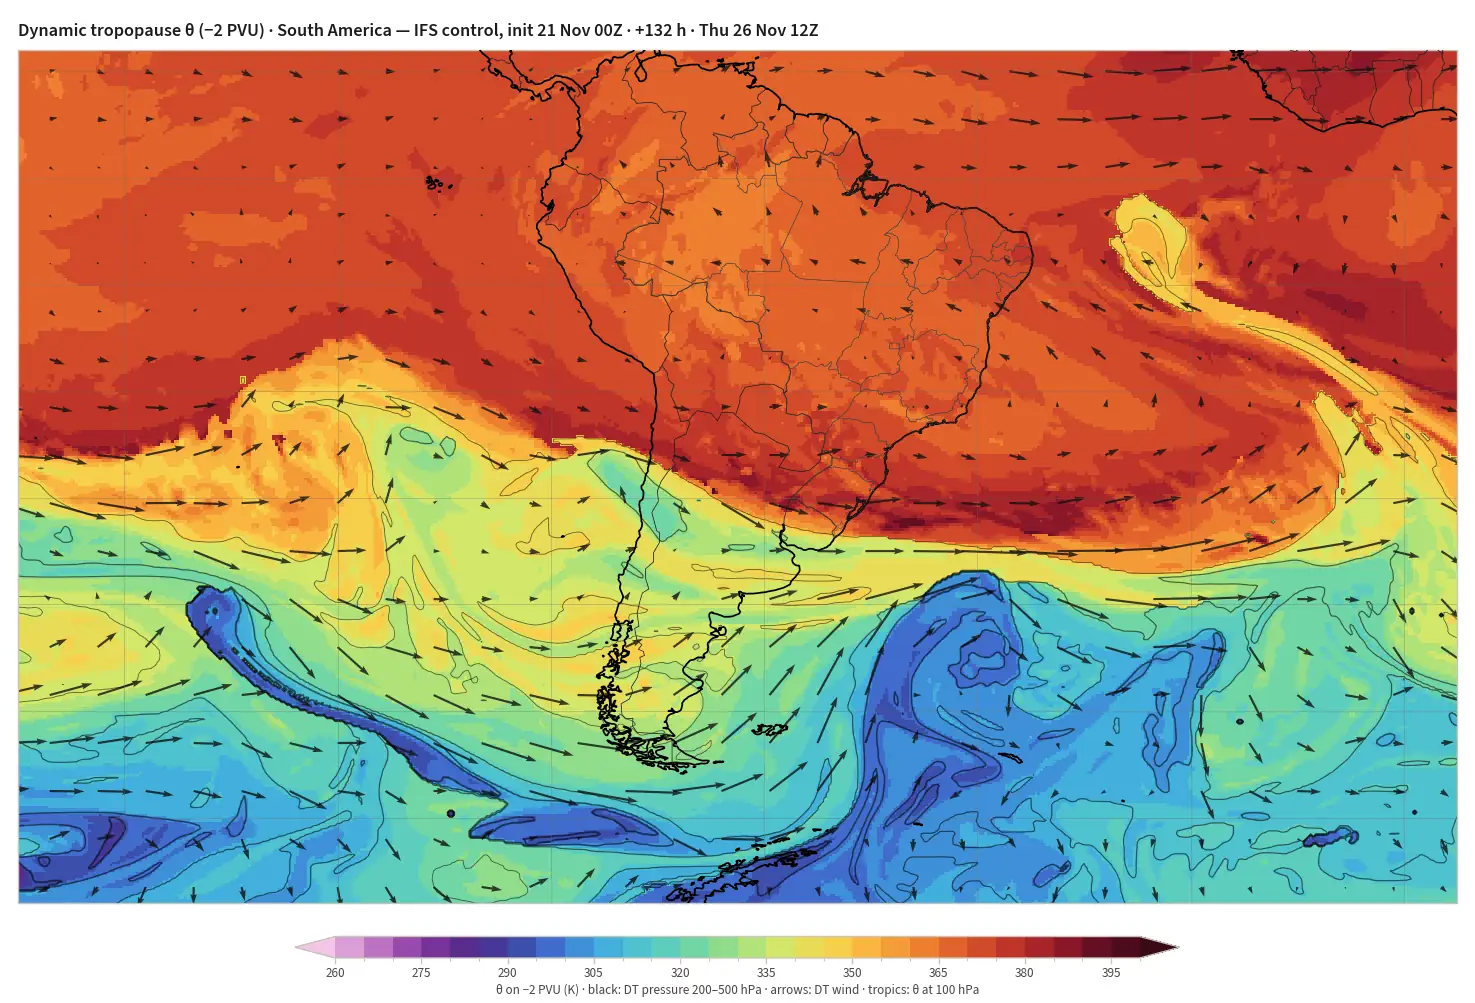 Dynamic tropopause θ (−2 PVU) · South America — IFS control, init 21 Nov 00Z · +132 h · Thu 26 Nov 12Z
260 275 290 305 320 335 350 365 380 395
θ on −2 PVU (K) · black: DT pressure 200–500 hPa · arrows: DT wind · tropics: θ at 100 hPa